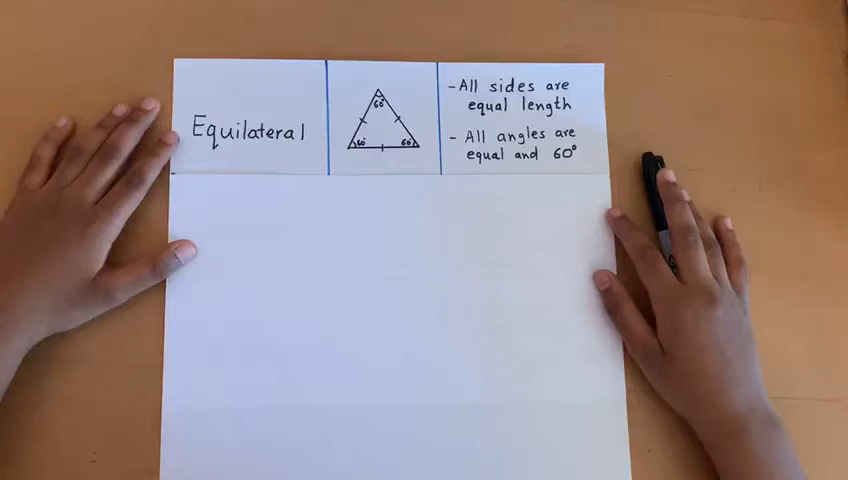 Equilateral
60°
60°
60°
- All sides are
equal length
- All angles are
equal and 60°